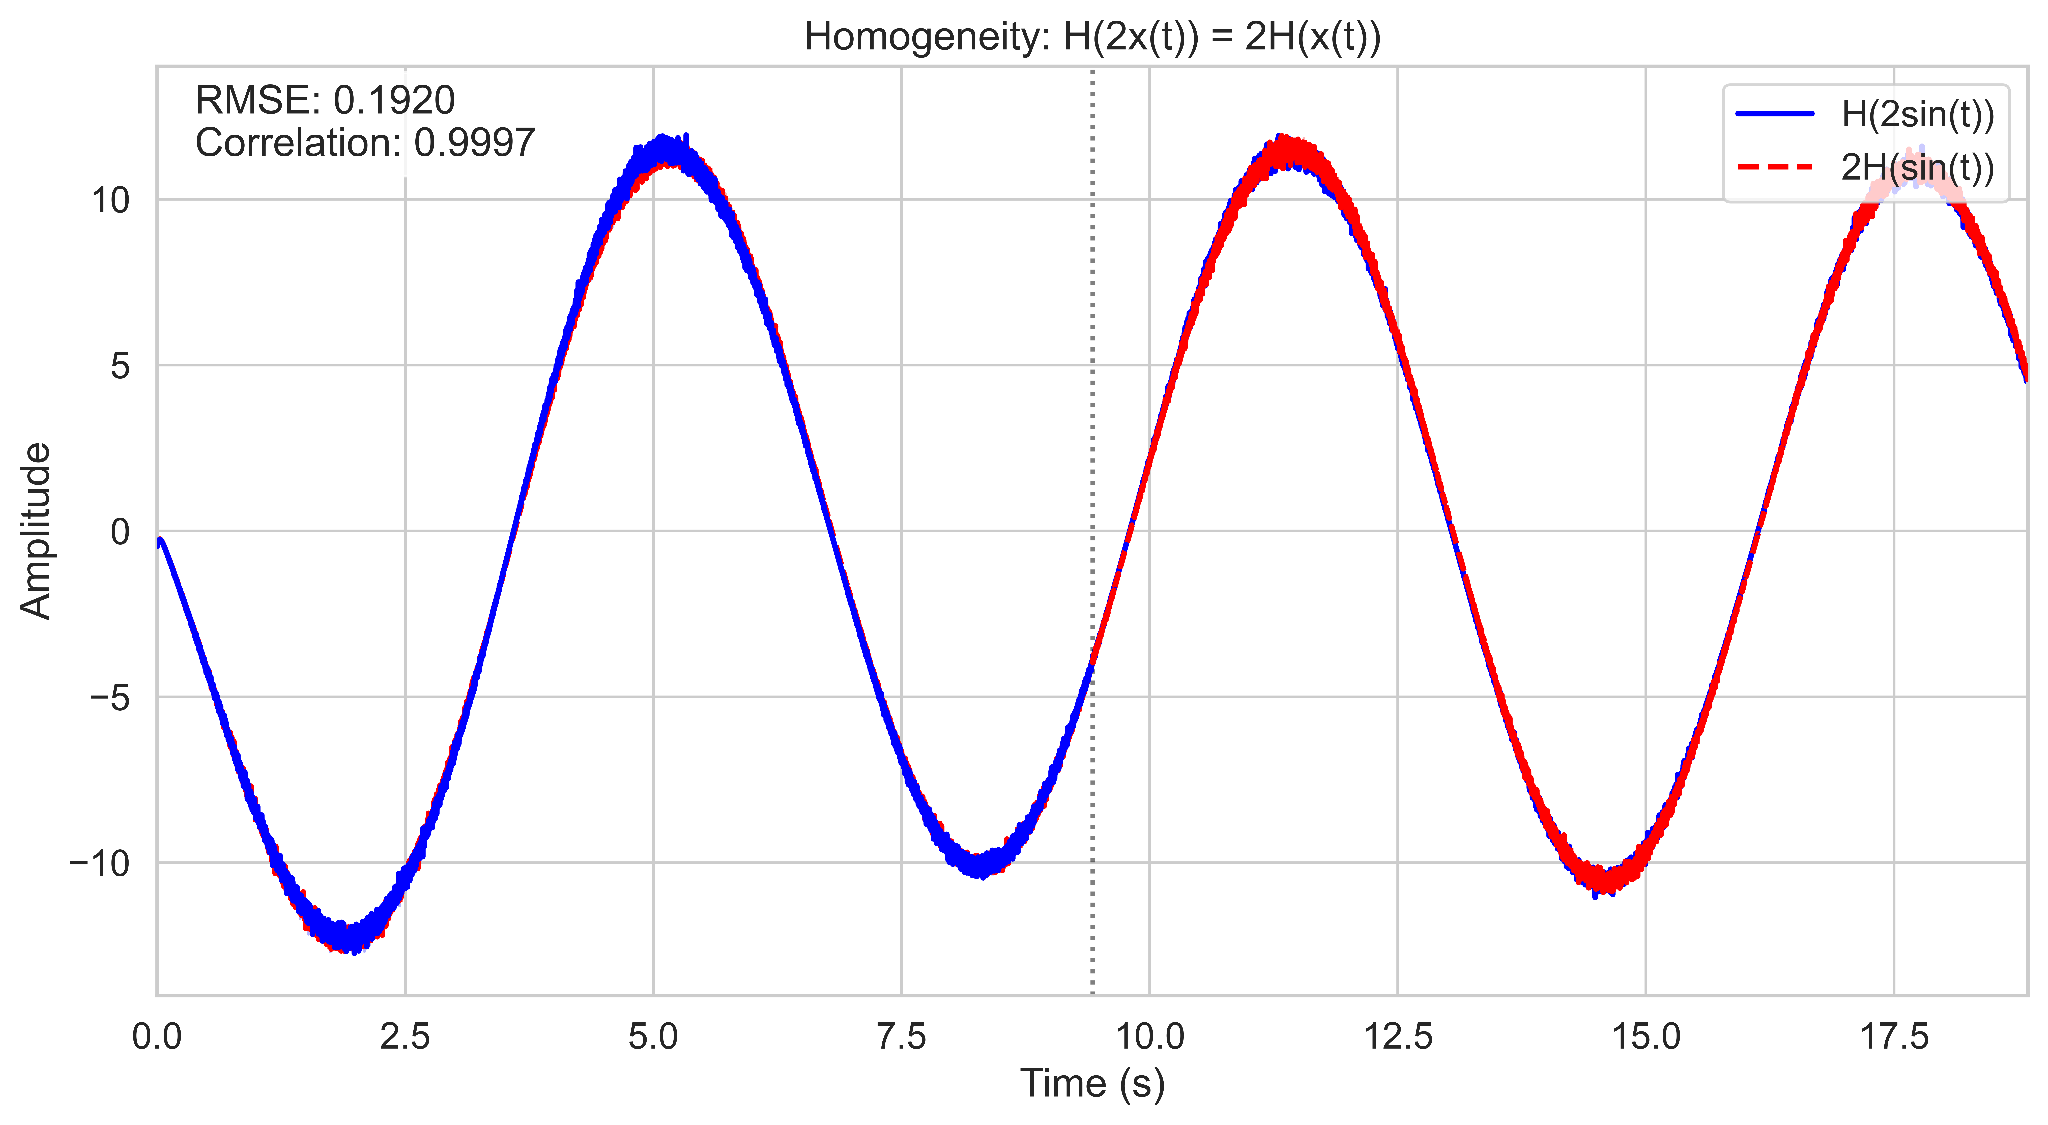 Homogeneity: H(2x(t)) = 2H(x(t))
RMSE: 0.1920
Correlation: 0.9997
H(2sin(t))
2H(sin(t))
10
5
0
−5
−10
Amplitude
0.0 2.5 5.0 7.5 10.0 12.5 15.0 17.5
Time (s)